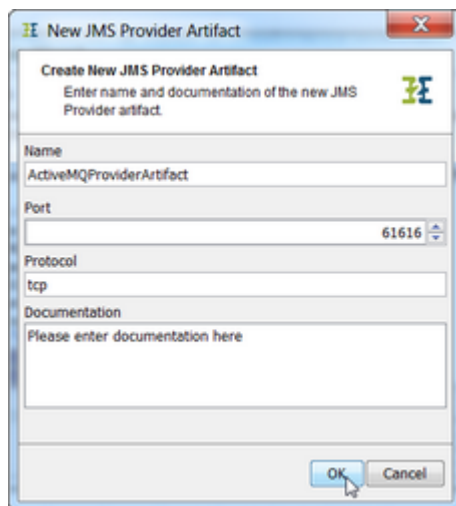 New JMS Provider Artifact
Create New JMS Provider Artifact
Enter name and documentation of the new JMS
Provider artifact.
Name
ActiveMQProviderArtifact
Port
61616
Protocol
tcp
Documentation
Please enter documentation here
OK Cancel